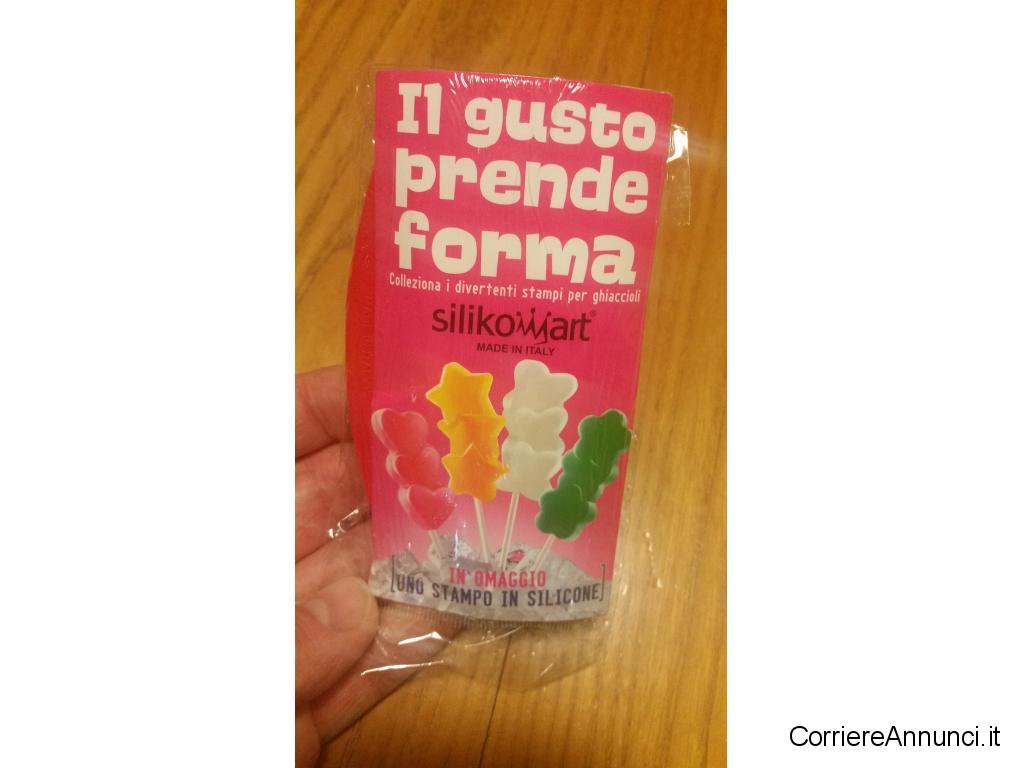 Il gusto
prende
forma
Colleziona i divertenti stampi per ghiaccioli
silikomart®
MADE IN ITALY
IN OMAGGIO
[UNO STAMPO IN SILICONE]
CorriereAnnunci.it